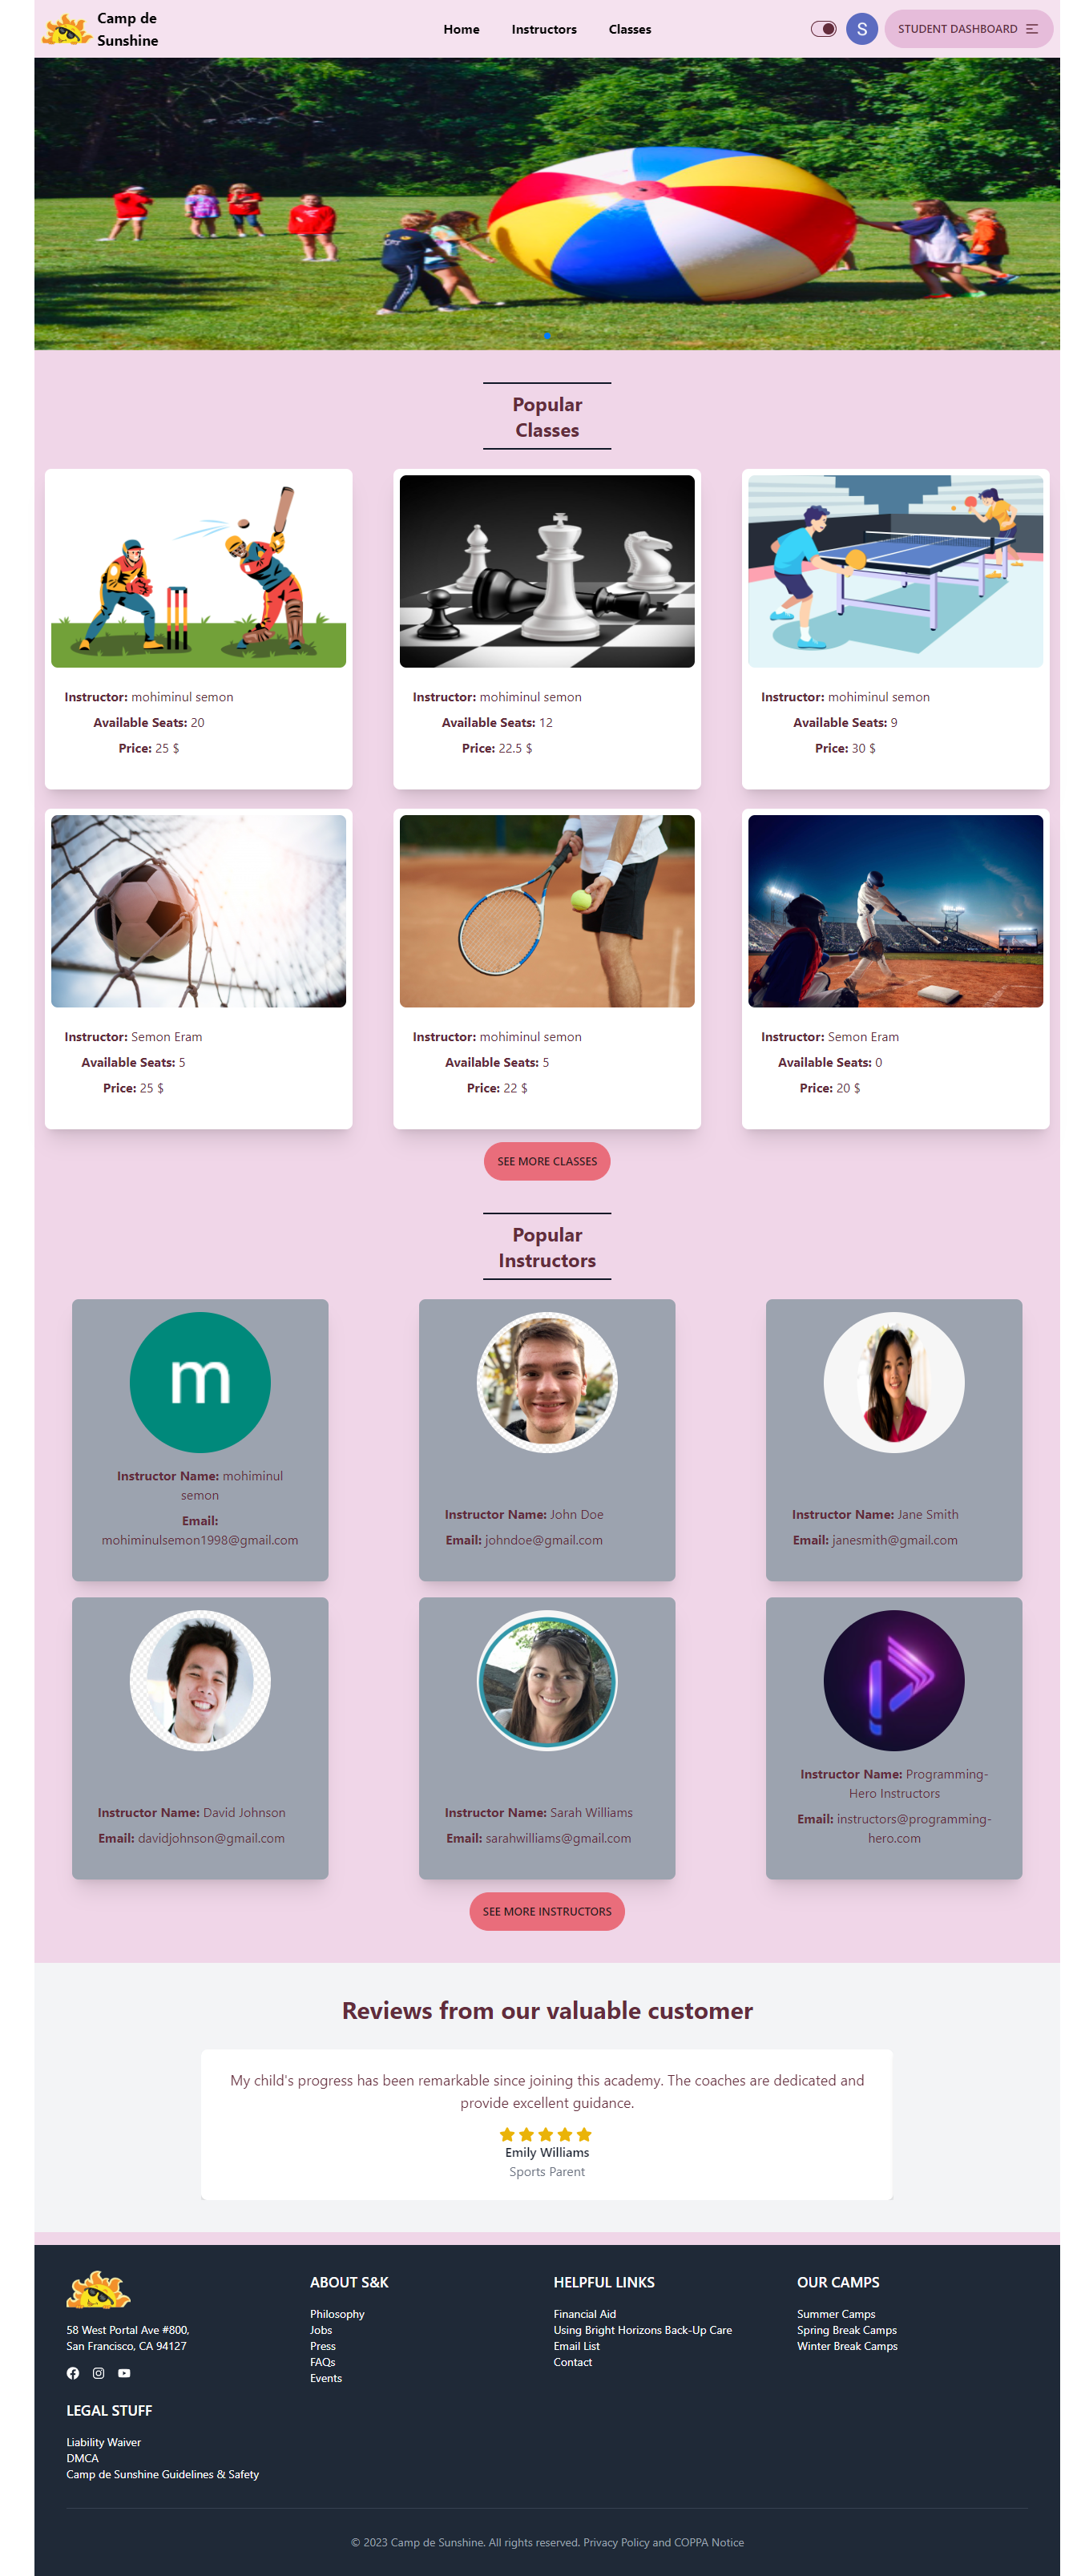 Camp de
Sunshine
Home
Instructors
Classes
S
STUDENT DASHBOARD
Popular
Classes
Instructor: mohiminul semon
Available Seats: 20
Price: 25 $
Instructor: mohiminul semon
Available Seats: 12
Price: 22.5 $
Instructor: mohiminul semon
Available Seats: 9
Price: 30 $
Instructor: Semon Eram
Available Seats: 5
Price: 25 $
Instructor: mohiminul semon
Available Seats: 5
Price: 22 $
Instructor: Semon Eram
Available Seats: 0
Price: 20 $
SEE MORE CLASSES
Popular
Instructors
m
Instructor Name: mohiminul
semon
Email:
mohiminulsemon1998@gmail.com
Instructor Name: John Doe
Email: johndoe@gmail.com
Instructor Name: Jane Smith
Email: janesmith@gmail.com
Instructor Name: David Johnson
Email: davidjohnson@gmail.com
Instructor Name: Sarah Williams
Email: sarahwilliams@gmail.com
Instructor Name: Programming-
Hero Instructors
Email: instructors@programming-
hero.com
SEE MORE INSTRUCTORS
Reviews from our valuable customer
My child's progress has been remarkable since joining this academy. The coaches are dedicated and
provide excellent guidance.
Emily Williams
Sports Parent
58 West Portal Ave #800,
San Francisco, CA 94127
ABOUT S&K
Philosophy
Jobs
Press
FAQs
Events
HELPFUL LINKS
Financial Aid
Using Bright Horizons Back-Up Care
Email List
Contact
OUR CAMPS
Summer Camps
Spring Break Camps
Winter Break Camps
LEGAL STUFF
Liability Waiver
DMCA
Camp de Sunshine Guidelines & Safety
© 2023 Camp de Sunshine. All rights reserved. Privacy Policy and COPPA Notice